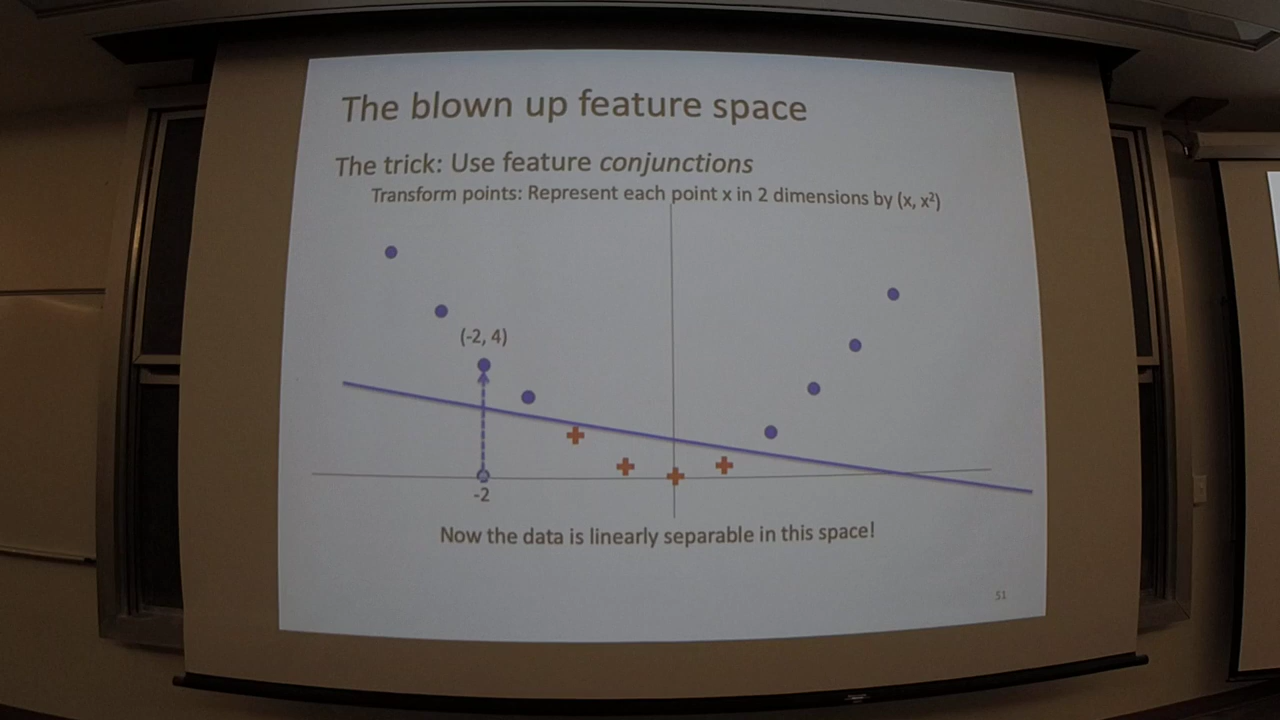 The blown up feature space
The trick: Use feature conjunctions
Transform points: Represent each point x in 2 dimensions by (x, x²)
(-2, 4)
-2
Now the data is linearly separable in this space!
51